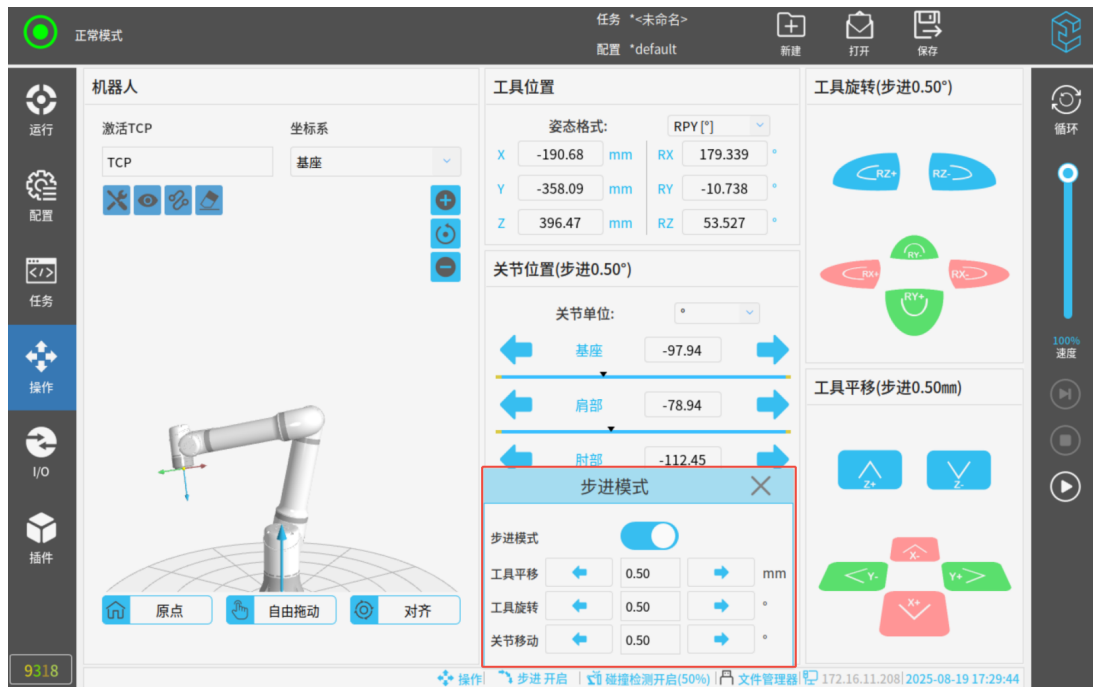 正常模式
任务 *<未命名>
配置 *default
新建
打开
保存
运行
配置
任务
操作
I/O
插件
9318
机器人
激活TCP
坐标系
TCP
基座
原点
自由拖动
对齐
工具位置
姿态格式:
RPY [°]
X -190.68 mm RX 179.339 °
Y -358.09 mm RY -10.738 °
Z 396.47 mm RZ 53.527 °
关节位置(步进0.50°)
关节单位:
°
基座 -97.94
肩部 -78.94
肘部 -112.45
步进模式
步进模式
工具平移 0.50 mm
工具旋转 0.50 °
关节移动 0.50 °
工具旋转(步进0.50°)
RZ+ RZ-
RY-
RX+ RX-
RY+
工具平移(步进0.50mm)
Z+ Z-
X-
Y- Y+
X+
循环
100%
速度
操作
步进 开启
碰撞检测开启(50%)
文件管理器
172.16.11.208
2025-08-19 17:29:44